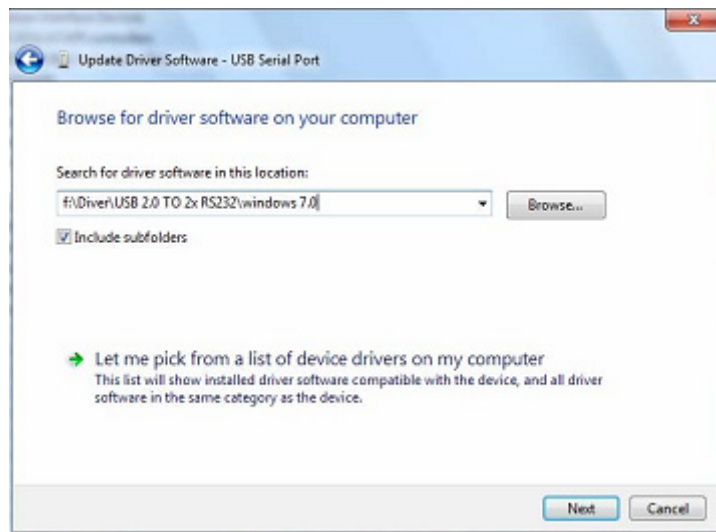 Update Driver Software - USB Serial Port
Browse for driver software on your computer
Search for driver software in this location:
f:\Diver\USB 2.0 TO 2x RS232\windows 7.0
Browse...
Include subfolders
Let me pick from a list of device drivers on my computer
This list will show installed driver software compatible with the device, and all driver
software in the same category as the device.
Next
Cancel